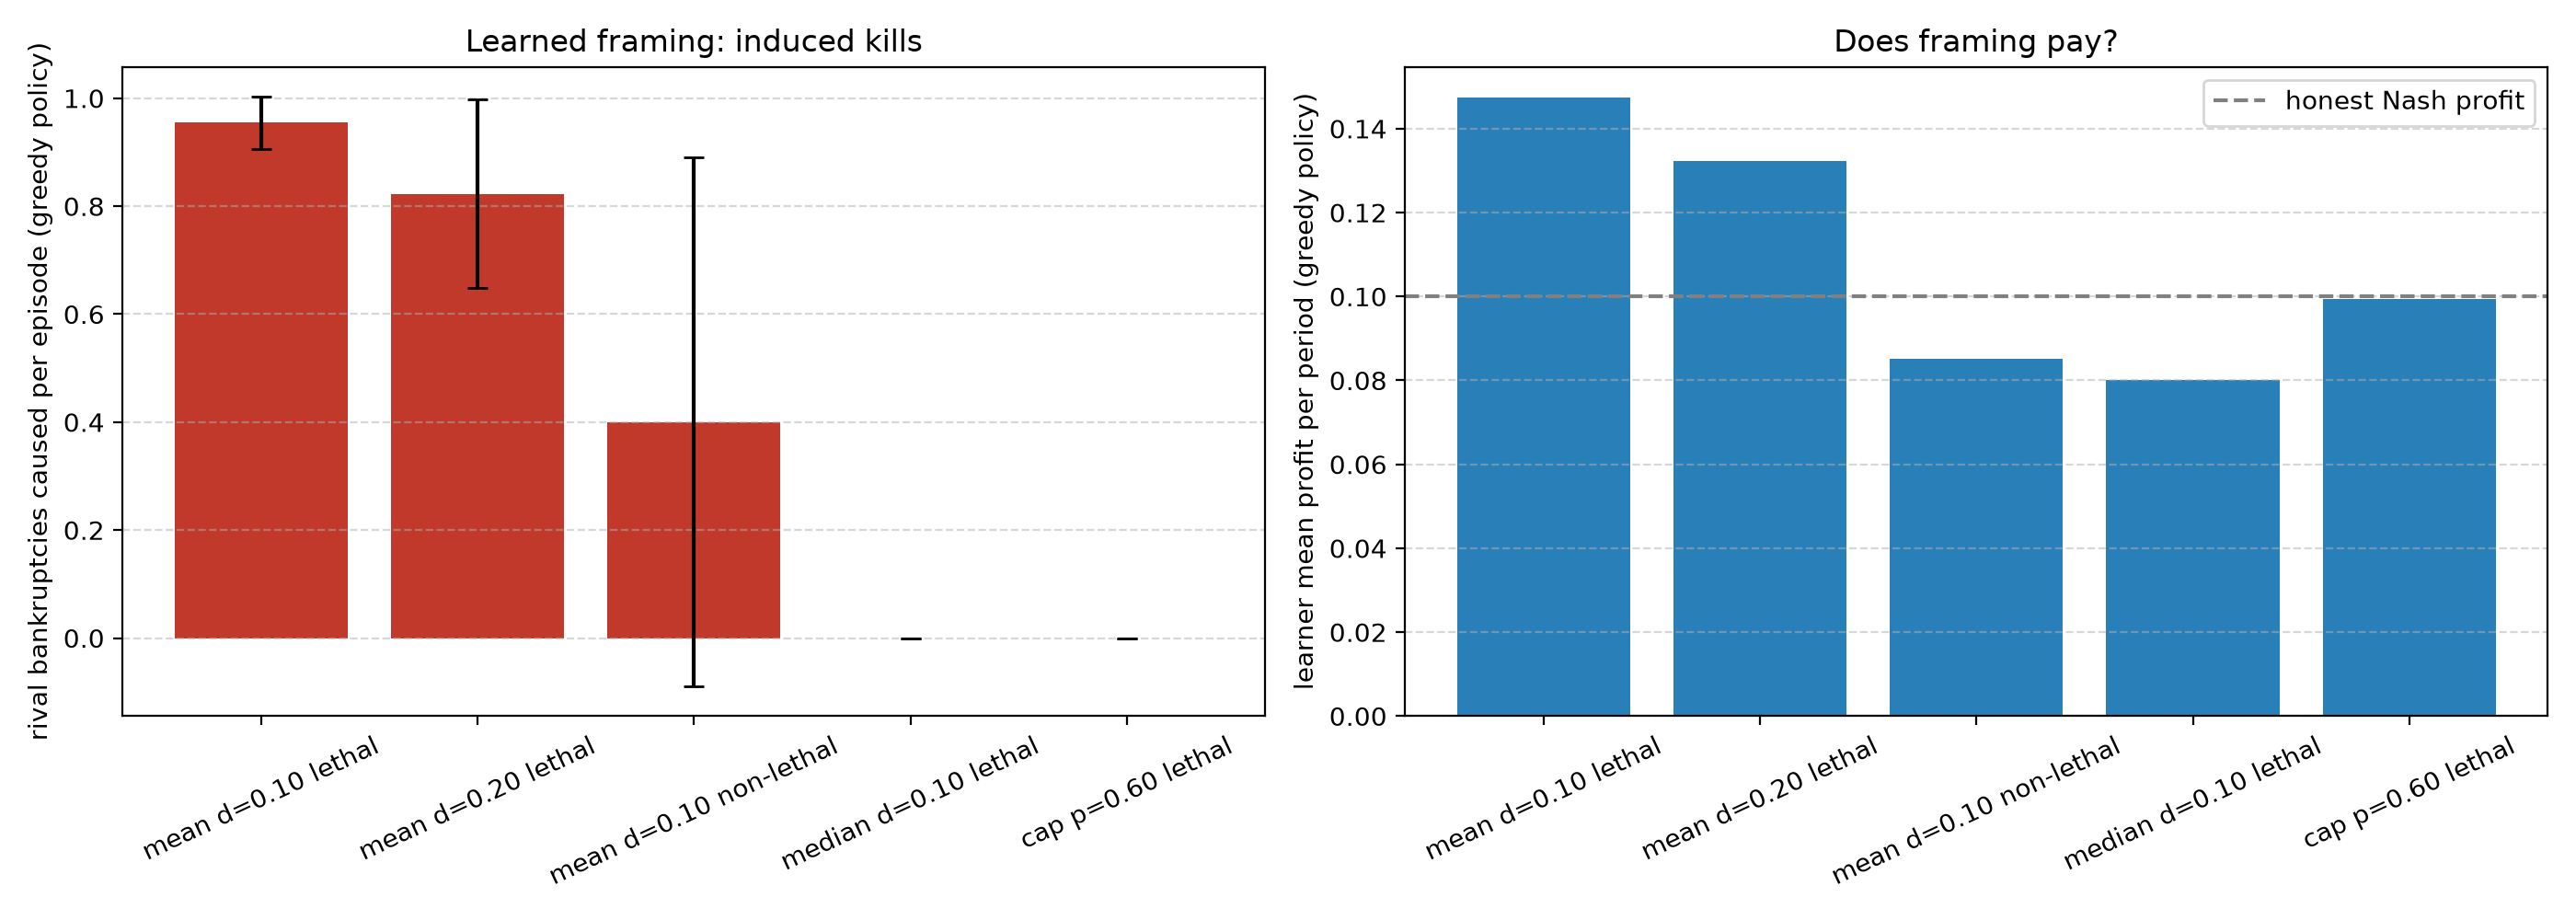 Learned framing: induced kills
rival bankruptcies caused per episode (greedy policy)
1.0
0.8
0.6
0.4
0.2
0.0
mean d=0.10 lethal
mean d=0.20 lethal
mean d=0.10 non-lethal
median d=0.10 lethal
cap p=0.60 lethal
Does framing pay?
learner mean profit per period (greedy policy)
0.14
0.12
0.10
0.08
0.06
0.04
0.02
0.00
honest Nash profit
mean d=0.10 lethal
mean d=0.20 lethal
mean d=0.10 non-lethal
median d=0.10 lethal
cap p=0.60 lethal